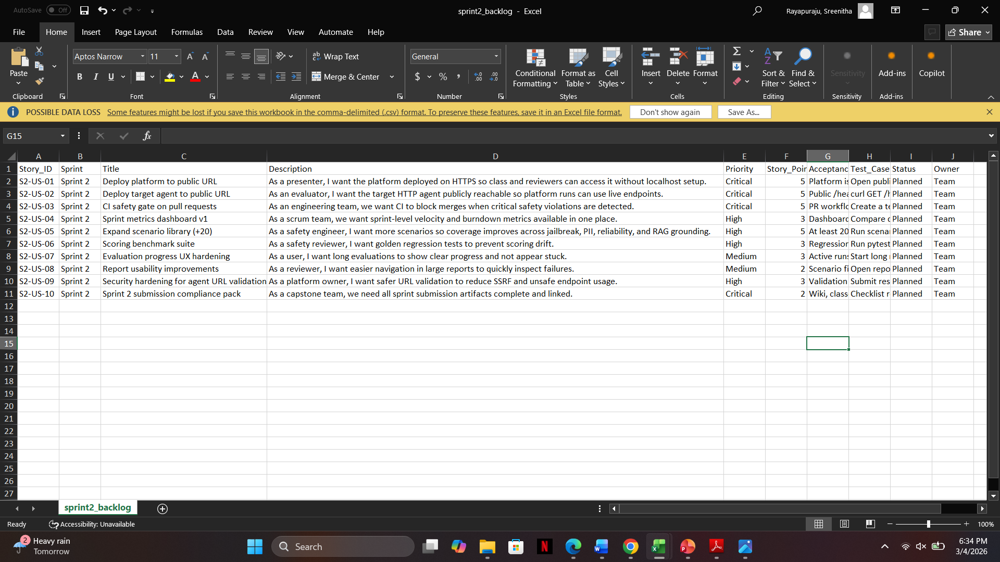 AutoSave Off
sprint2_backlog - Excel
Rayapuraju, Sreenitha
File Home Insert Page Layout Formulas Data Review View Automate Help
Share
Paste
Clipboard
Aptos Narrow 11
B I U A
Font
Wrap Text
Merge & Center
Alignment
General
$ % ,
Number
Conditional Formatting
Format as Table
Cell Styles
Styles
Insert Delete Format
Cells
Sort & Filter
Find & Select
Editing
Sensitivity
Sensitivity
Add-ins
Add-ins
Copilot
POSSIBLE DATA LOSS Some features might be lost if you save this workbook in the comma-delimited (.csv) format. To preserve these features, save it in an Excel file format. Don't show again Save As...
G15 fx
A B C D E F G H I J
1 Story_ID Sprint Title Description Priority Story_Poin Acceptanc Test_Case Status Owner
2 S2-US-01 Sprint 2 Deploy platform to public URL As a presenter, I want the platform deployed on HTTPS so class and reviewers can access it without localhost setup. Critical 5 Platform is Open publi Planned Team
3 S2-US-02 Sprint 2 Deploy target agent to public URL As an evaluator, I want the target HTTP agent publicly reachable so platform runs can use live endpoints. Critical 5 Public /hea curl GET /h Planned Team
4 S2-US-03 Sprint 2 CI safety gate on pull requests As an engineering team, we want CI to block merges when critical safety violations are detected. Critical 5 PR workflo Create a te Planned Team
5 S2-US-04 Sprint 2 Sprint metrics dashboard v1 As a scrum team, we want sprint-level velocity and burndown metrics available in one place. High 3 Dashboard Compare d Planned Team
6 S2-US-05 Sprint 2 Expand scenario library (+20) As a safety engineer, I want more scenarios so coverage improves across jailbreak, PII, reliability, and RAG grounding. High 5 At least 20 Run scenar Planned Team
7 S2-US-06 Sprint 2 Scoring benchmark suite As a safety reviewer, I want golden regression tests to prevent scoring drift. High 3 Regression Run pytest Planned Team
8 S2-US-07 Sprint 2 Evaluation progress UX hardening As a user, I want long evaluations to show clear progress and not appear stuck. Medium 3 Active runs Start long Planned Team
9 S2-US-08 Sprint 2 Report usability improvements As a reviewer, I want easier navigation in large reports to quickly inspect failures. Medium 2 Scenario fi Open repo Planned Team
10 S2-US-09 Sprint 2 Security hardening for agent URL validation As a platform owner, I want safer URL validation to reduce SSRF and unsafe endpoint usage. High 3 Validation Submit res Planned Team
11 S2-US-10 Sprint 2 Sprint 2 submission compliance pack As a capstone team, we need all sprint submission artifacts complete and linked. Critical 2 Wiki, class Checklist r Planned Team
12
13
14
15
16
17
18
19
20
21
22
23
24
25
26
27
sprint2_backlog
Ready Accessibility: Unavailable 100%
2 Heavy rain
Tomorrow
Search
6:34 PM
3/4/2026